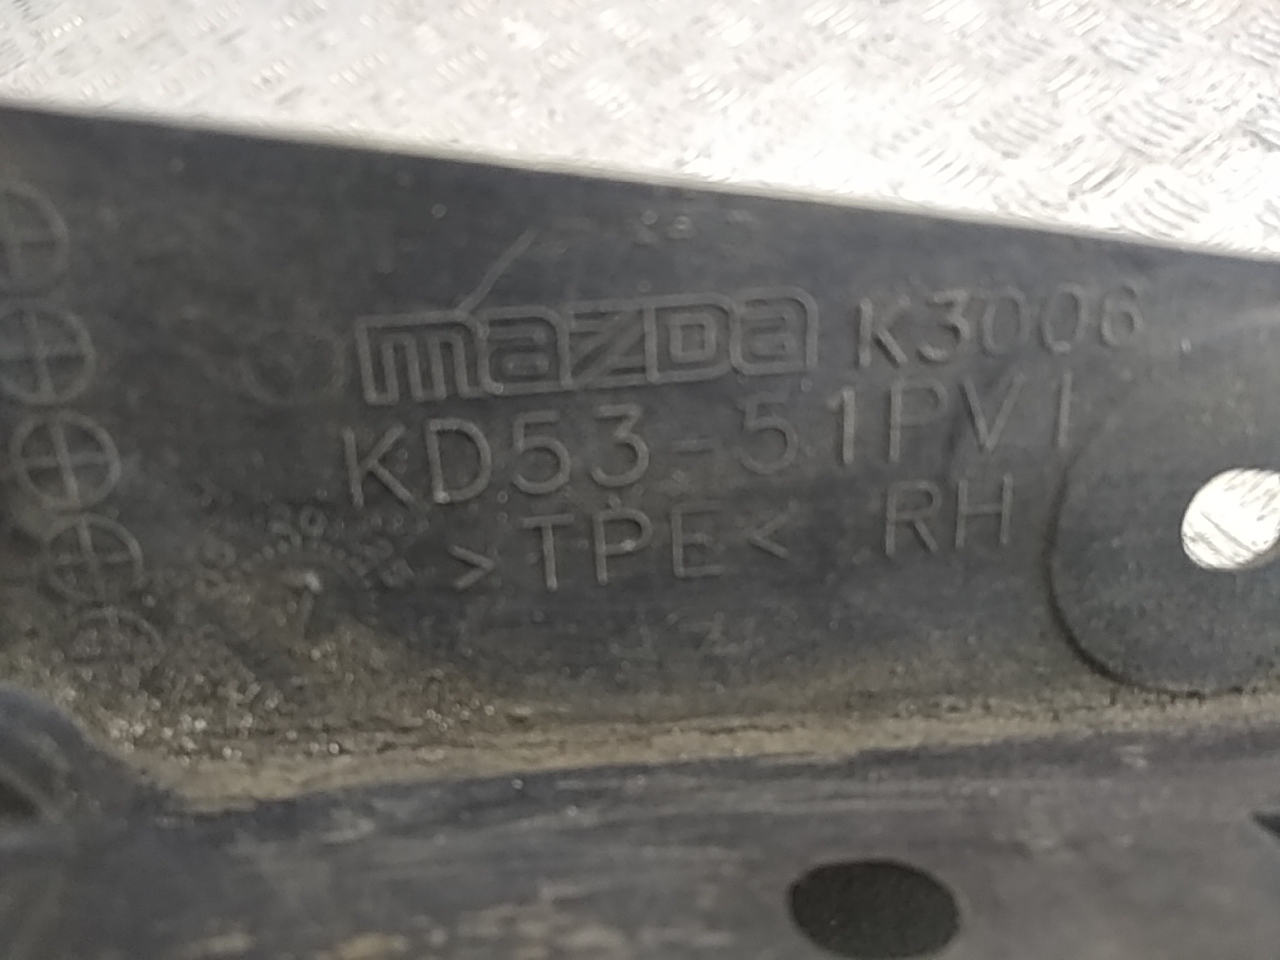 mazda K3006
KD53-51PV1
>TPE< RH